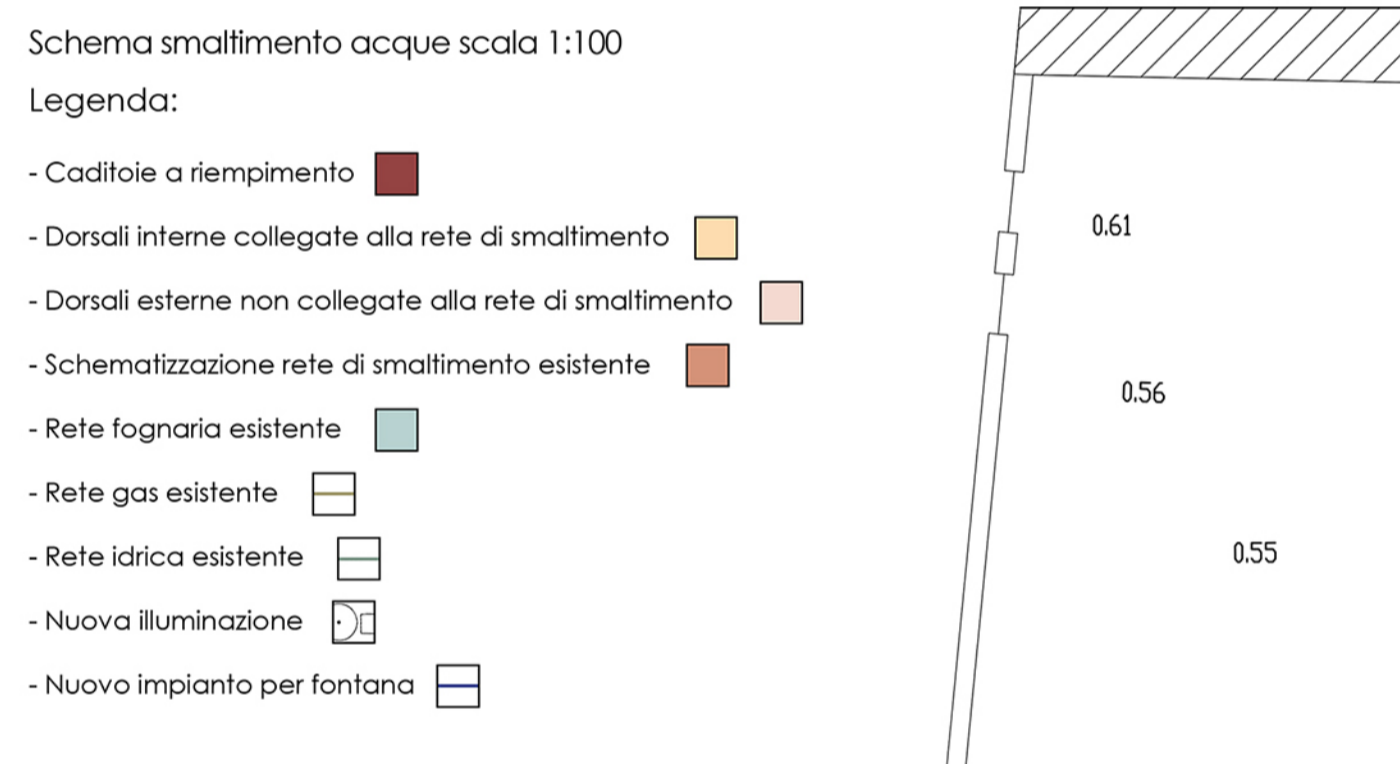 Schema smaltimento acque scala 1:100
Legenda:
- Caditoie a riempimento
- Dorsali interne collegate alla rete di smaltimento
- Dorsali esterne non collegate alla rete di smaltimento
- Schematizzazione rete di smaltimento esistente
- Rete fognaria esistente
- Rete gas esistente
- Rete idrica esistente
- Nuova illuminazione
- Nuovo impianto per fontana
0.61
0.56
0.55